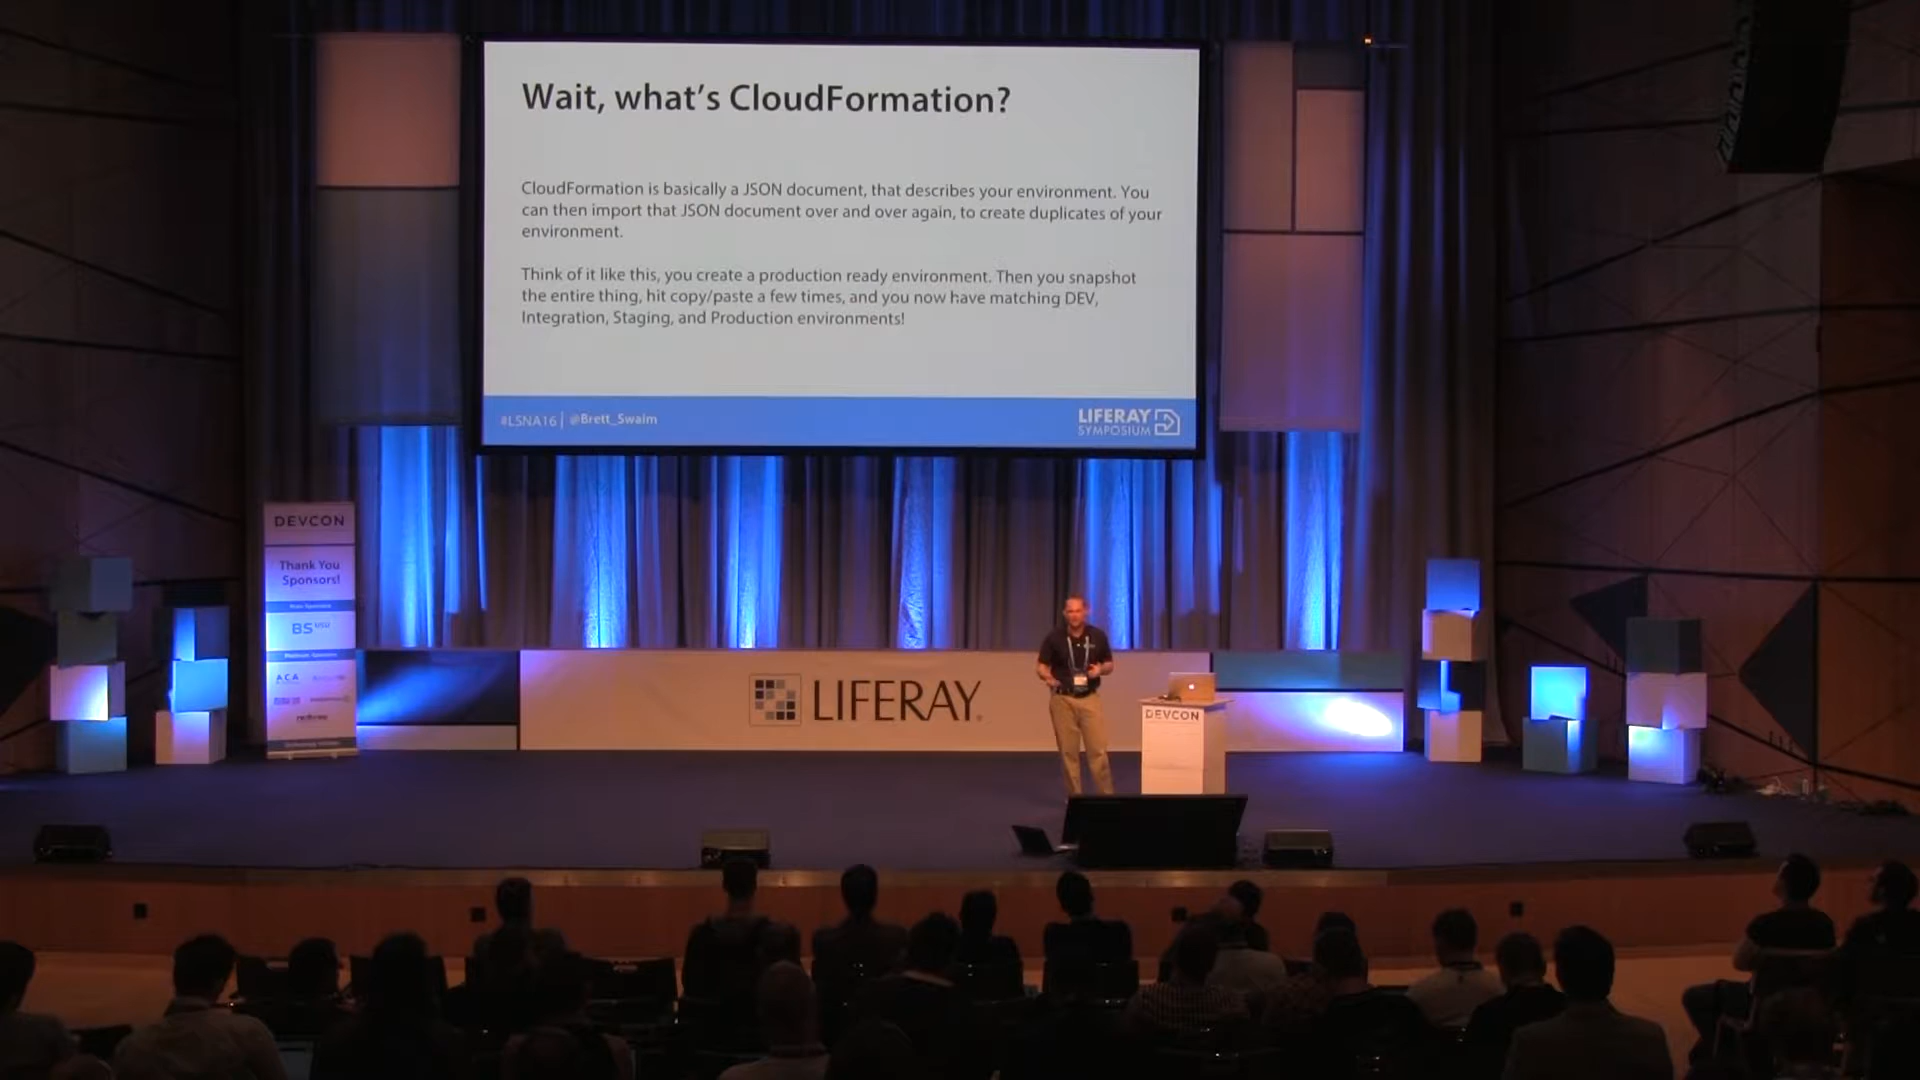 Wait, what's CloudFormation?
CloudFormation is basically a JSON document, that describes your environment. You
can then import that JSON document over and over again, to create duplicates of your
environment.
Think of it like this, you create a production ready environment. Then you snapshot
the entire thing, hit copy/paste a few times, and you now have matching DEV,
Integration, Staging, and Production environments!
#LSNA16 | @Brett_Swaim
LIFERAY
SYMPOSIUM
DEVCON
Thank You
Sponsors!
BS USU
ACA
LIFERAY.
DEVCON